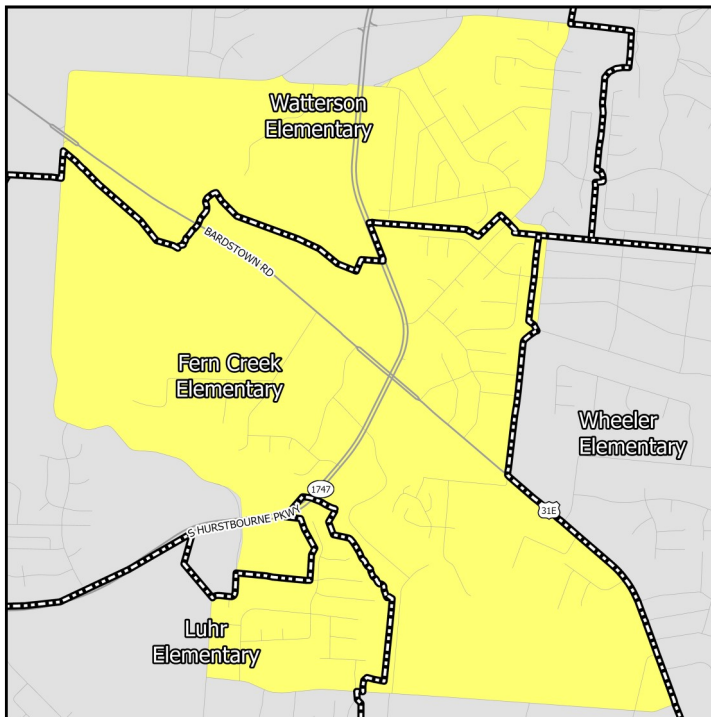 Watterson
Elementary
BARDSTOWN RD
Fern Creek
Elementary
Wheeler
Elementary
1747
31E
S HURSTBOURNE PKWY
Luhr
Elementary